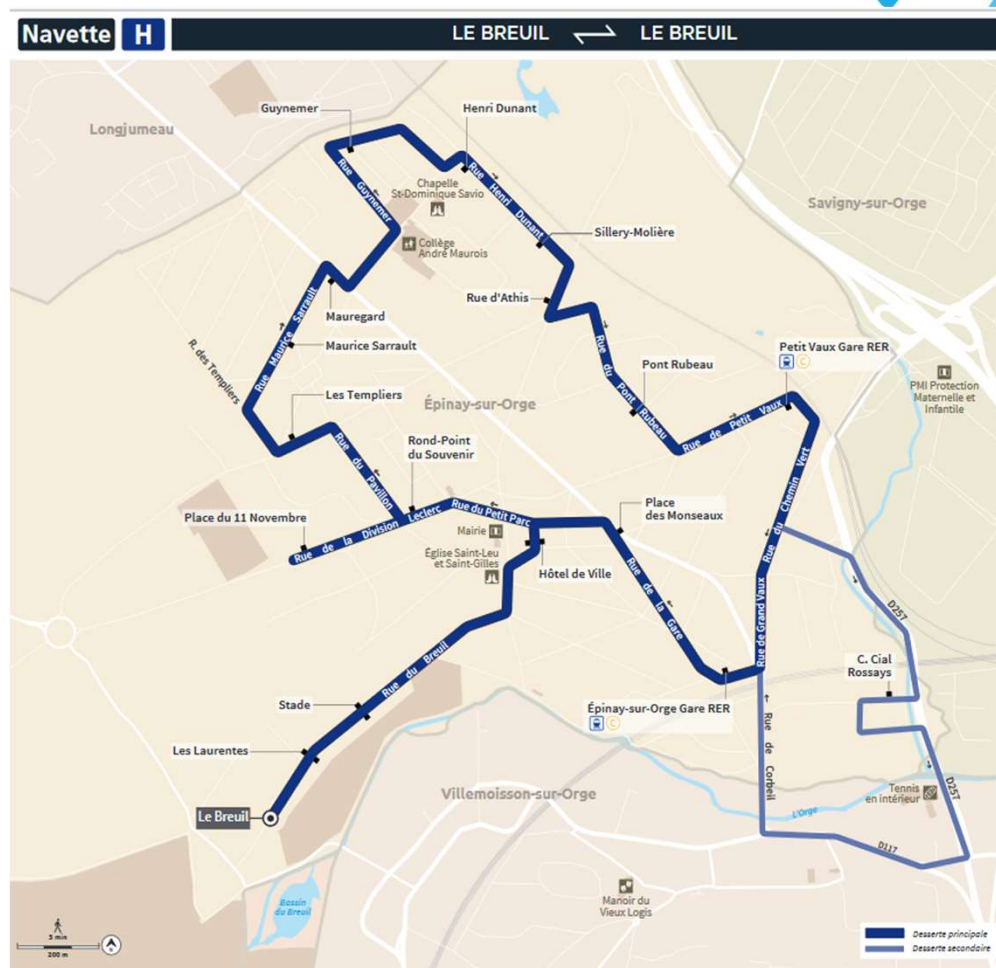 Navette H LE BREUIL LE BREUIL
Longjumeau
Guynemer
Henri Dunant
Chapelle
St-Dominique Savio
Rue Guynemer
Rue Henri Dunant
Collège
André Maurois
Savigny-sur-Orge
Sillery-Molière
Rue d'Athis
Mauregard
Rue Maurice Sarrault
Maurice Sarrault
R. des Templiers
Petit Vaux Gare RER
C
Rue du Pont Rubeau
Pont Rubeau
PMI Protection
Maternelle et
Infantile
Les Templiers
Épinay-sur-Orge
Rue de Petit Vaux
Rond-Point
du Souvenir
Rue du Pavillon
Rue du Chemin Vert
Place du 11 Novembre
Rue de la Division Leclerc
Rue du Petit Parc
Place
des Monseaux
Mairie
Église Saint-Leu
et Saint-Gilles
Hôtel de Ville
Rue de la Gare
Rue de Grand Vaux
D257
Rue du Breuil
C. Cial
Rossays
Stade
Épinay-sur-Orge Gare RER
C
Les Laurentes
Rue de Corbeil
D257
Villemoisson-sur-Orge
Tennis
en intérieur
L'Orge
Le Breuil
D117
Bassin
du Breuil
Manoir du
Vieux Logis
3 min
200 m
Desserte principale
Desserte secondaire